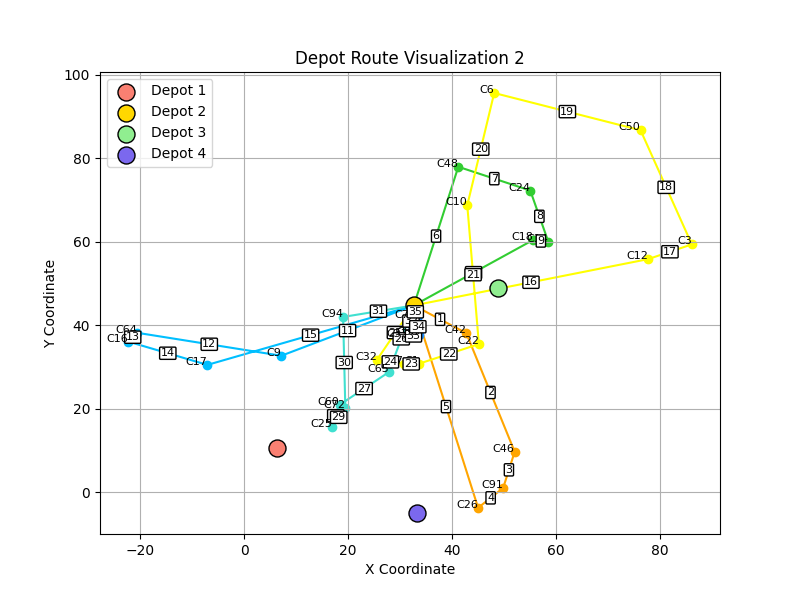 Depot Route Visualization 2
100
80
60
40
20
0
Y Coordinate
−20
0
20
40
60
80
X Coordinate
Depot 1
Depot 2
Depot 3
Depot 4
C6
19
C50
20
C48
7
C24
18
C10
8
6
C18
9
C3
17
C12
21
16
C94
31
35
1
34
C42
C64
13
C16
12
11
15
C22
14
C9
C17
C32
24
23
22
30
C65
27
2
5
C60
C72
29
C25
C46
3
C91
4
C26